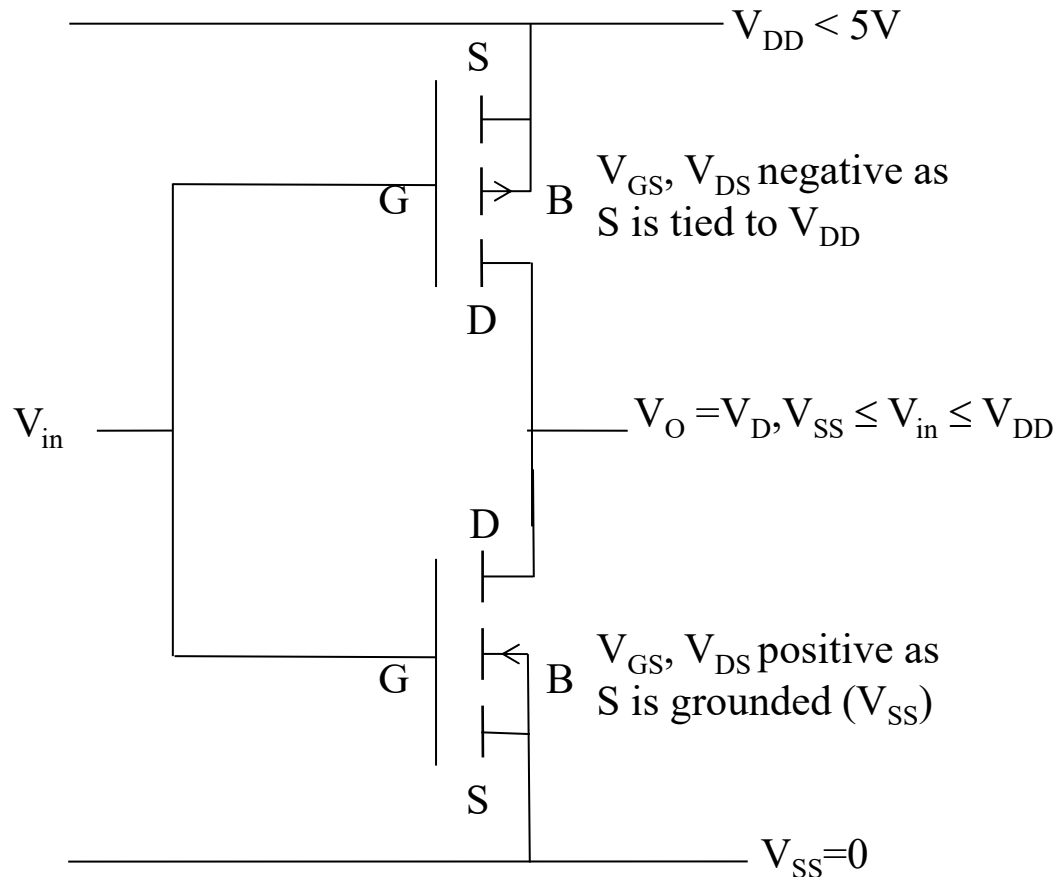 V_DD < 5V
S
G
B
V_GS, V_DS negative as
S is tied to V_DD
D
V_in
V_O =V_D,V_SS ≤ V_in ≤ V_DD
D
G
B
V_GS, V_DS positive as
S is grounded (V_SS)
S
V_SS=0